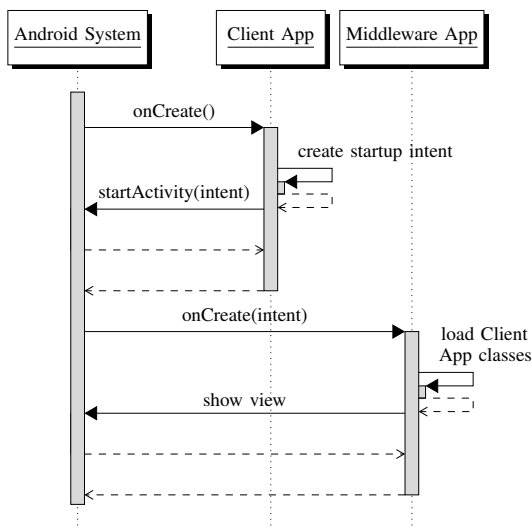 Android System
Client App
Middleware App
onCreate()
create startup intent
startActivity(intent)
onCreate(intent)
load Client
App classes
show view